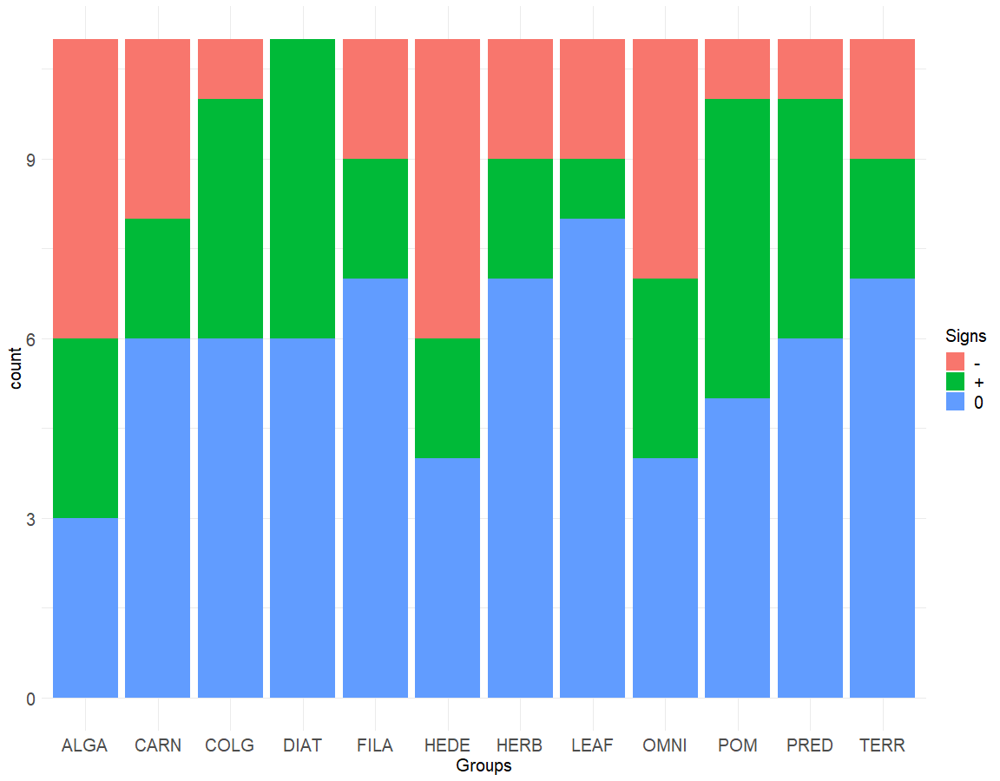 9
6
3
0
count
ALGA CARN COLG DIAT FILA HEDE HERB LEAF OMNI POM PRED TERR
Groups
Signs
-
+
0